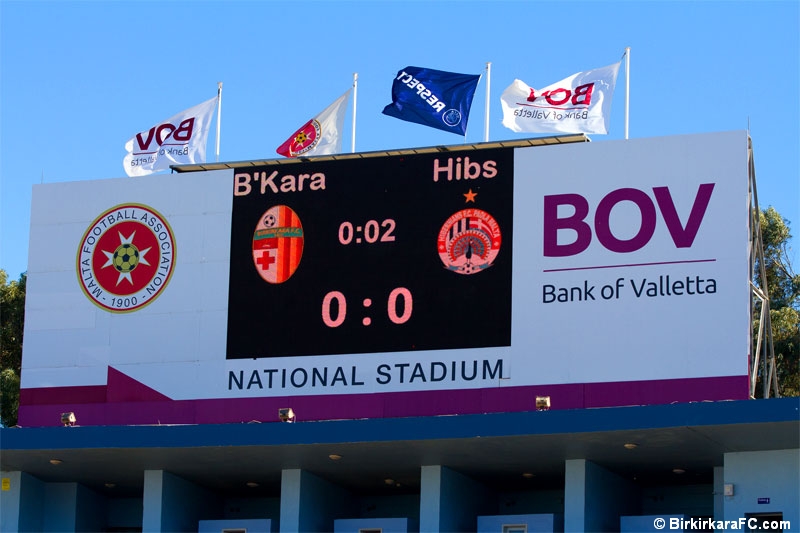 BOV
Bank of Valletta
RESPECT
BOV
Bank of Valletta
B'Kara
Hibs
0:02
0 : 0
MALTA FOOTBALL ASSOCIATION
1900
BOV
Bank of Valletta
NATIONAL STADIUM
© BirkirkaraFC.com